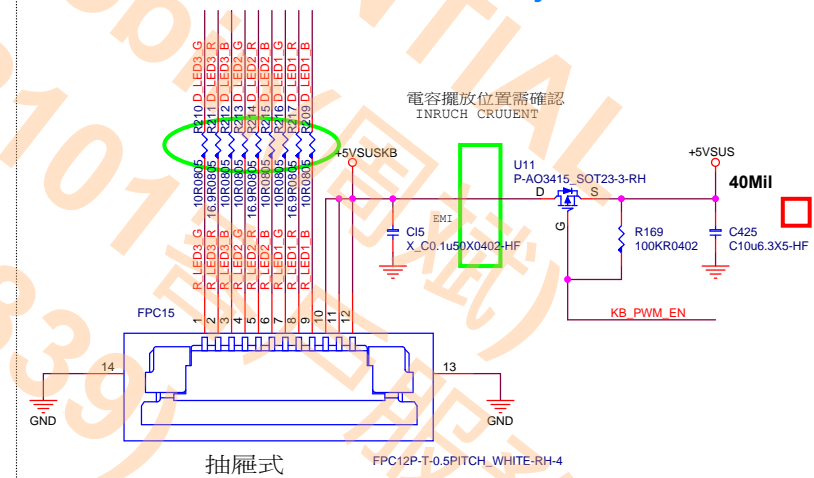 D_LED3_G
D_LED3_R
D_LED3_B
D_LED2_G
D_LED2_R
D_LED2_B
D_LED1_G
D_LED1_R
D_LED1_B
R210
R211
R212
R213
R214
R215
R216
R217
R209
10R0805
16.9R0805
10R0805
10R0805
16.9R0805
10R0805
10R0805
16.9R0805
10R0805
R_LED3_G
R_LED3_R
R_LED3_B
R_LED2_G
R_LED2_R
R_LED2_B
R_LED1_G
R_LED1_R
R_LED1_B
1
2
3
4
5
6
7
8
9
10
11
12
電容擺放位置需確認
INRUCH CRUUENT
+5VSUSKB
U11
P-AO3415_SOT23-3-RH
D
S
G
+5VSUS
40Mil
EMI
CI5
X_C0.1u50X0402-HF
R169
100KR0402
C425
C10u6.3X5-HF
KB_PWM_EN
FPC15
14
13
GND
GND
抽屜式
FPC12P-T-0.5PITCH_WHITE-RH-4